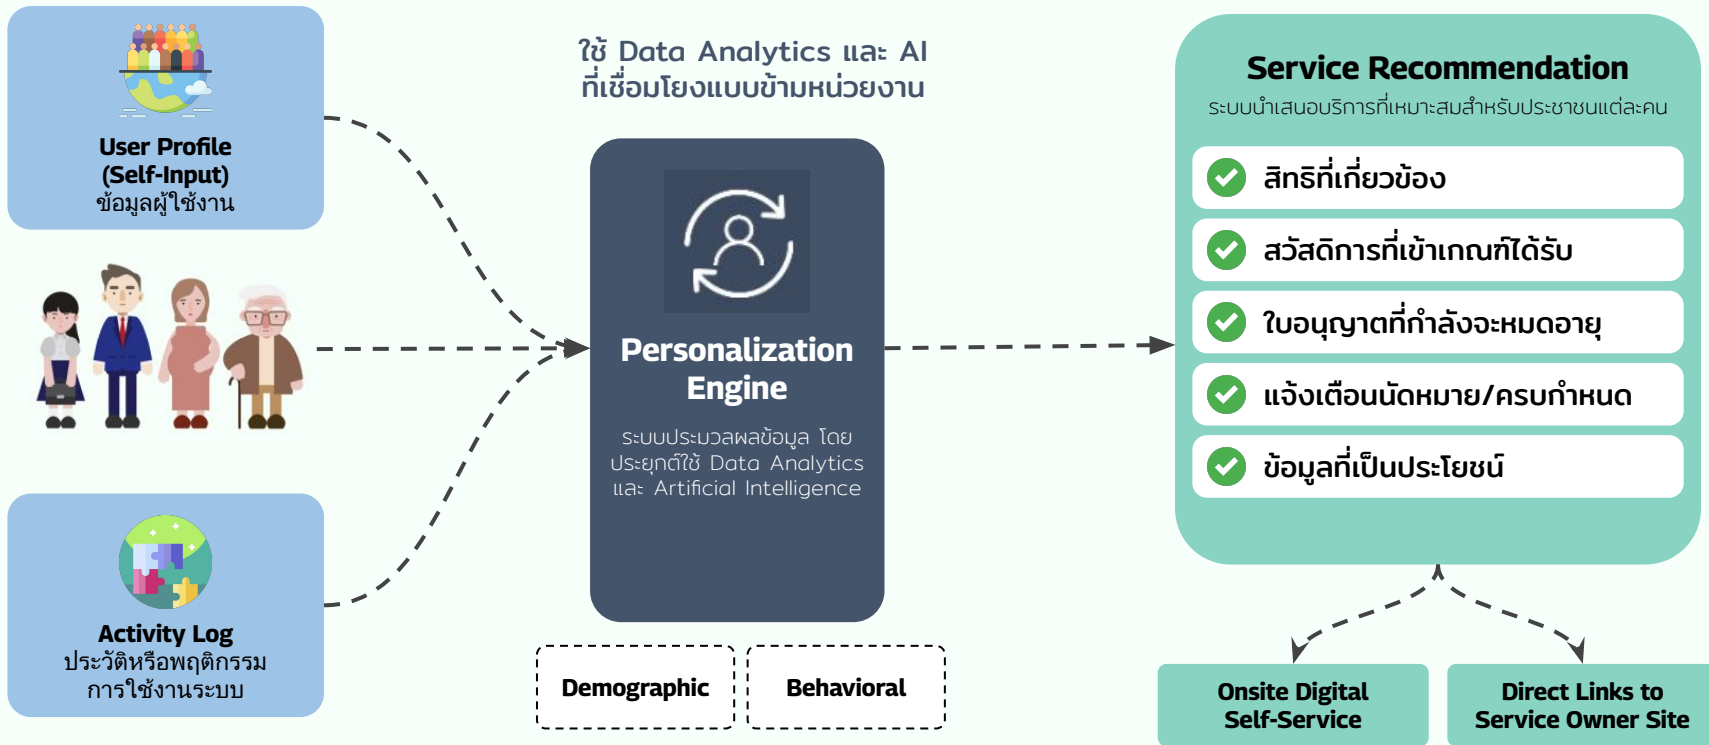 User Profile
(Self-Input)
ข้อมูลผู้ใช้งาน
Activity Log
ประวัติหรือพฤติกรรม
การใช้งานระบบ
ใช้ Data Analytics และ AI
ที่เชื่อมโยงแบบข้ามหน่วยงาน
Personalization
Engine
ระบบประมวลผลข้อมูล โดย
ประยุกต์ใช้ Data Analytics
และ Artificial Intelligence
Demographic
Behavioral
Service Recommendation
ระบบนำเสนอบริการที่เหมาะสมสำหรับประชาชนแต่ละคน
สิทธิที่เกี่ยวข้อง
สวัสดิการที่เข้าเกณฑ์ได้รับ
ใบอนุญาตที่กำลังจะหมดอายุ
แจ้งเตือนนัดหมาย/ครบกำหนด
ข้อมูลที่เป็นประโยชน์
Onsite Digital
Self-Service
Direct Links to
Service Owner Site